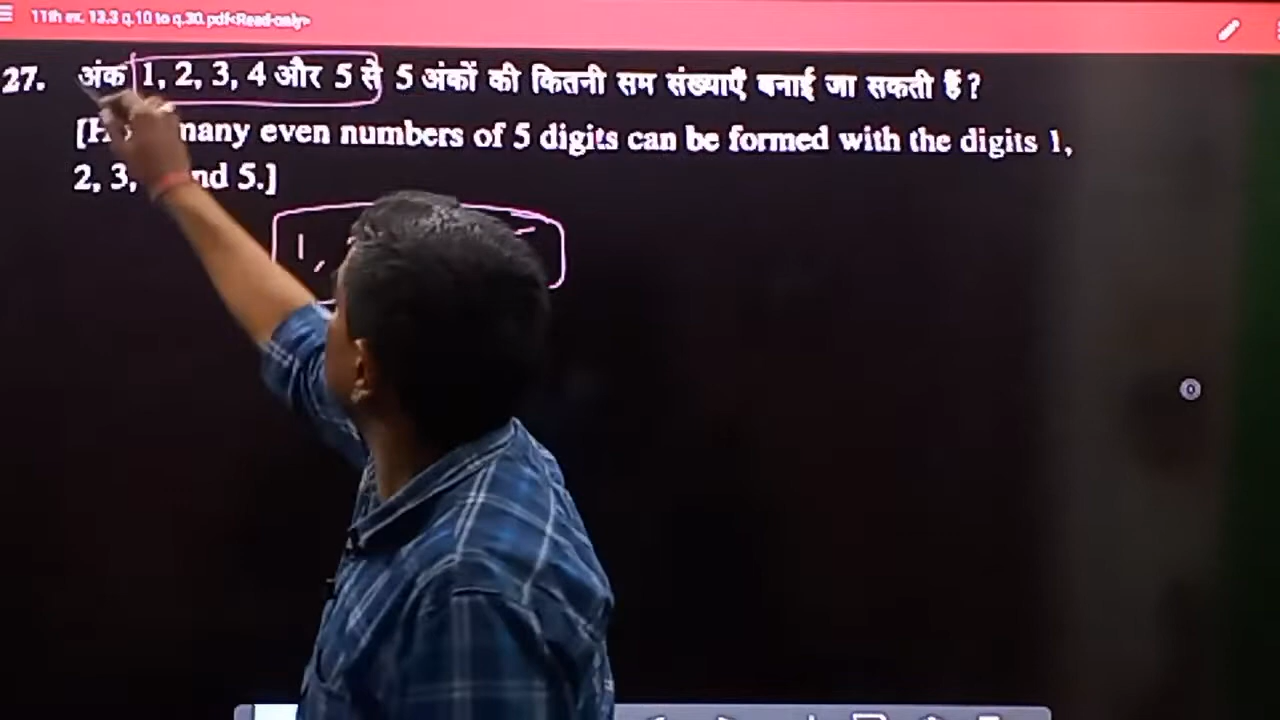 11th ex. 13.3 q.10 to q.30.pdf<Read-only>
27. अंक 1, 2, 3, 4 और 5 से 5 अंकों की कितनी सम संख्याएँ बनाई जा सकती हैं ?
many even numbers of 5 digits can be formed with the digits 1,
2, 3, nd 5.]
1,